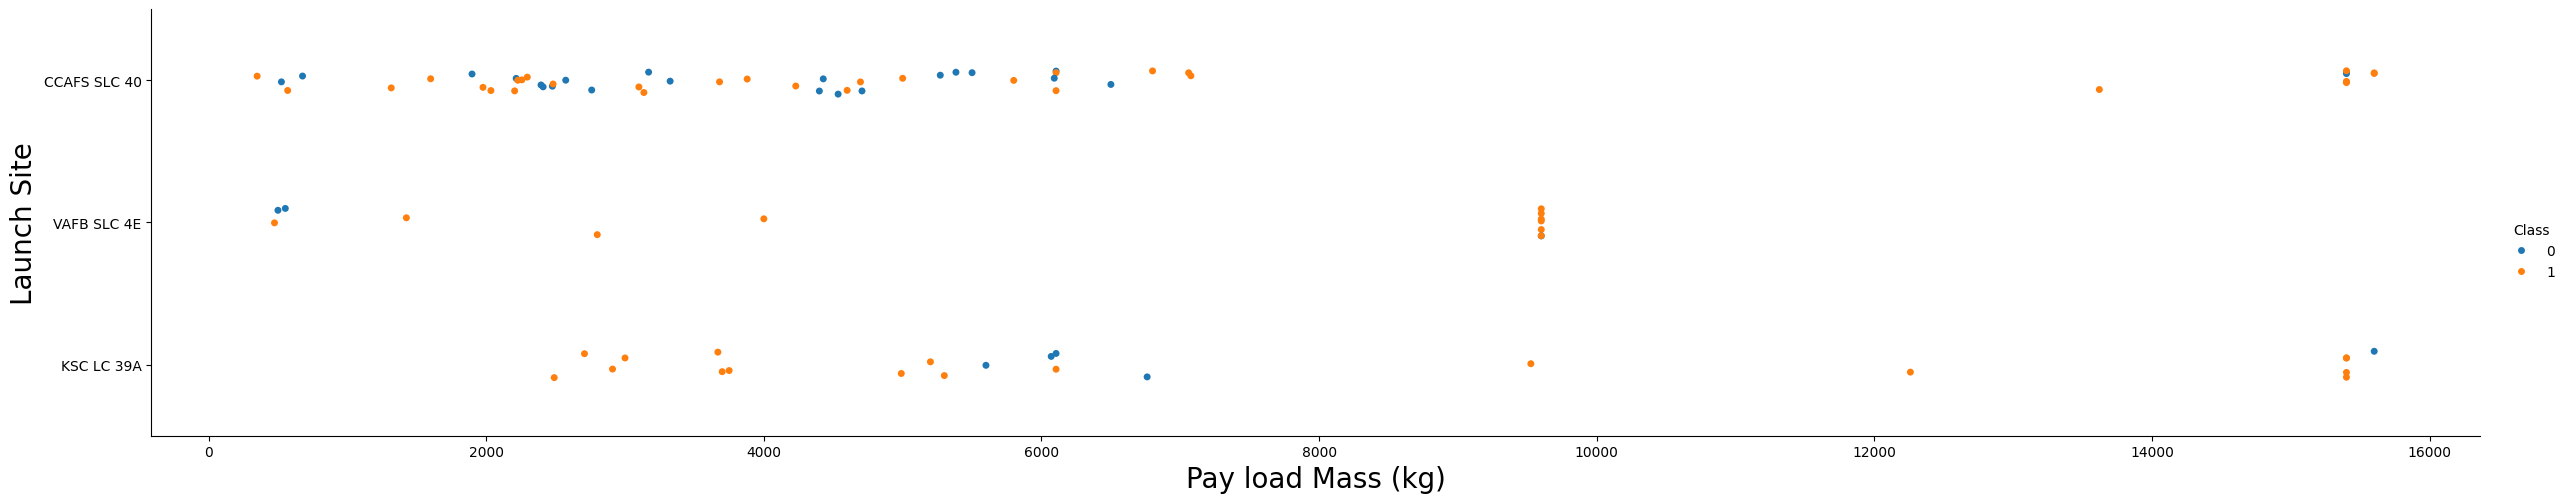 Launch Site
CCAFS SLC 40
VAFB SLC 4E
KSC LC 39A
0 2000 4000 6000 8000 10000 12000 14000 16000
Pay load Mass (kg)
Class
0
1